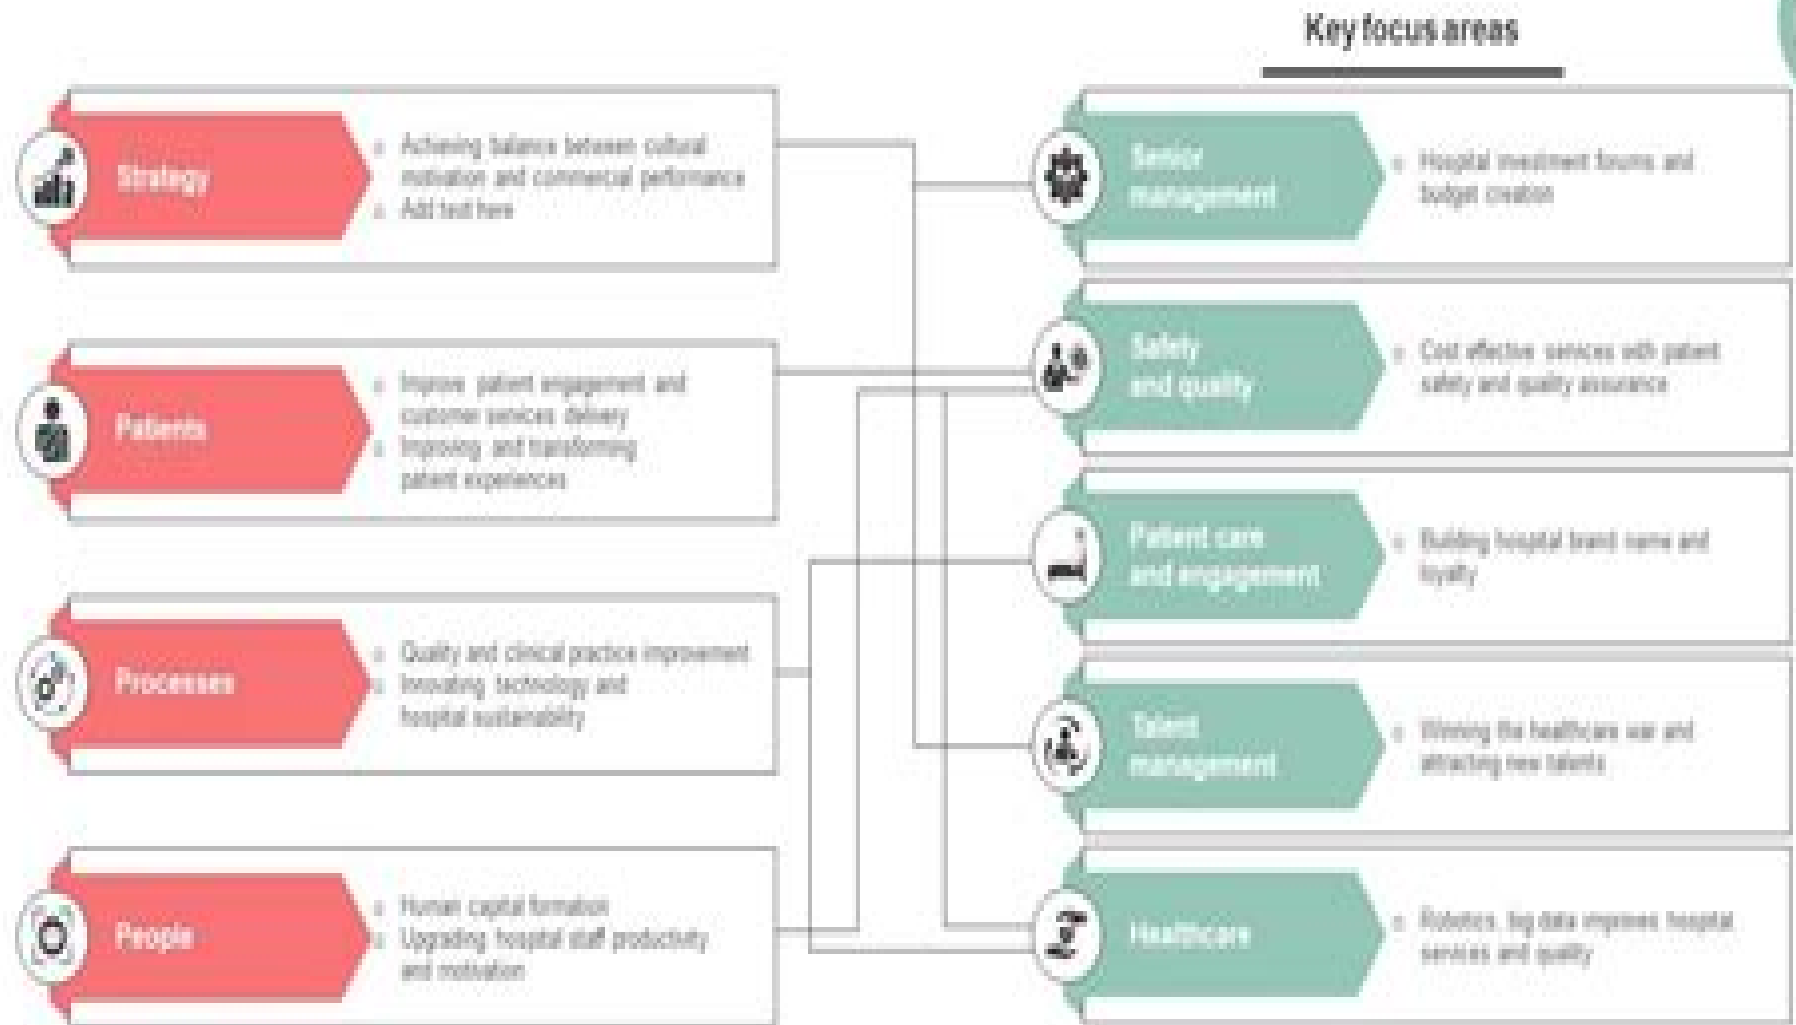 Key focus areas
Strategy
Achieving balance between cultural
motivation and commercial performance
Add text here
Patients
Improve patient engagement and
customer services delivery
Improving and transforming
patient experiences
Processes
Quality and clinical practice improvement
Innovating technology and
hospital sustainability
People
Human capital formation
Upgrading hospital staff productivity
and motivation
Senior
management
Hospital investment forums and
budget creation
Safety
and quality
Cost effective services with patient
safety and quality assurance
Patient care
and engagement
Building hospital brand name and
loyalty
Talent
management
Winning the healthcare war and
attracting new talents
Healthcare
Robotics, big data improves hospital
services and quality